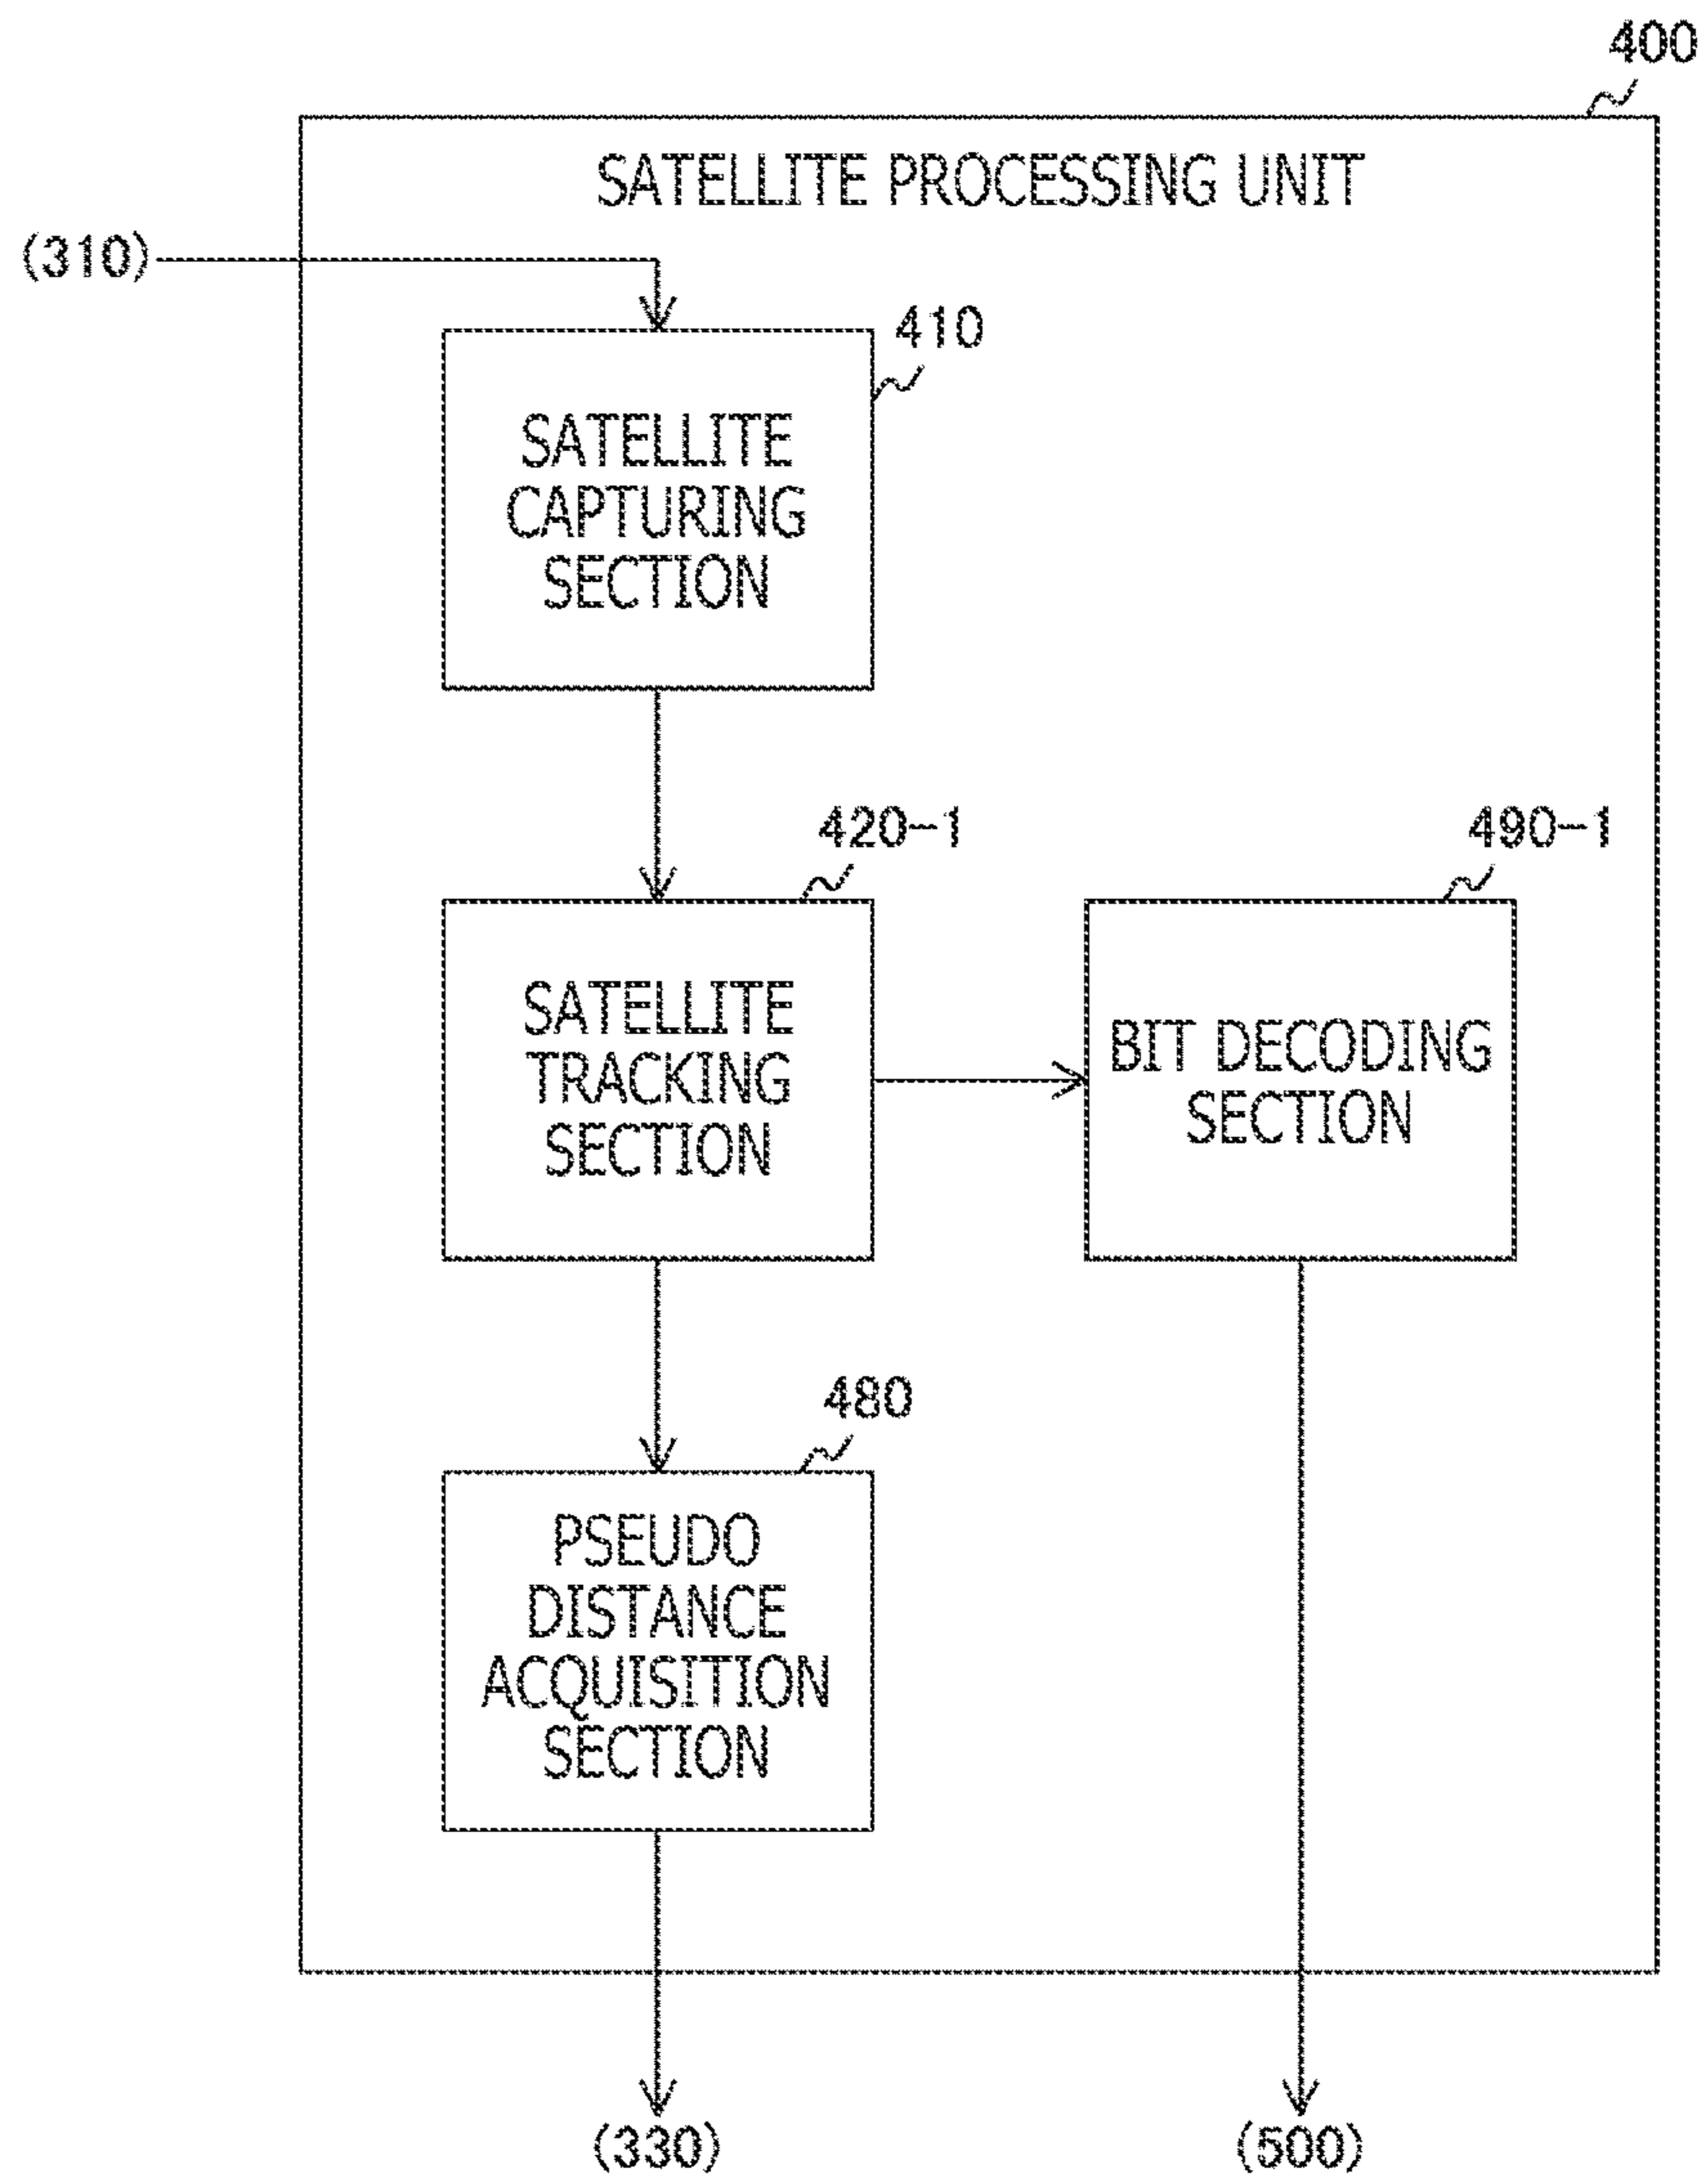 400
SATELLITE PROCESSING UNIT
(310)
410
SATELLITE
CAPTURING
SECTION
420-1
490-1
SATELLITE
TRACKING
SECTION
BIT DECODING
SECTION
480
PSEUDO
DISTANCE
ACQUISITION
SECTION
(330)
(500)